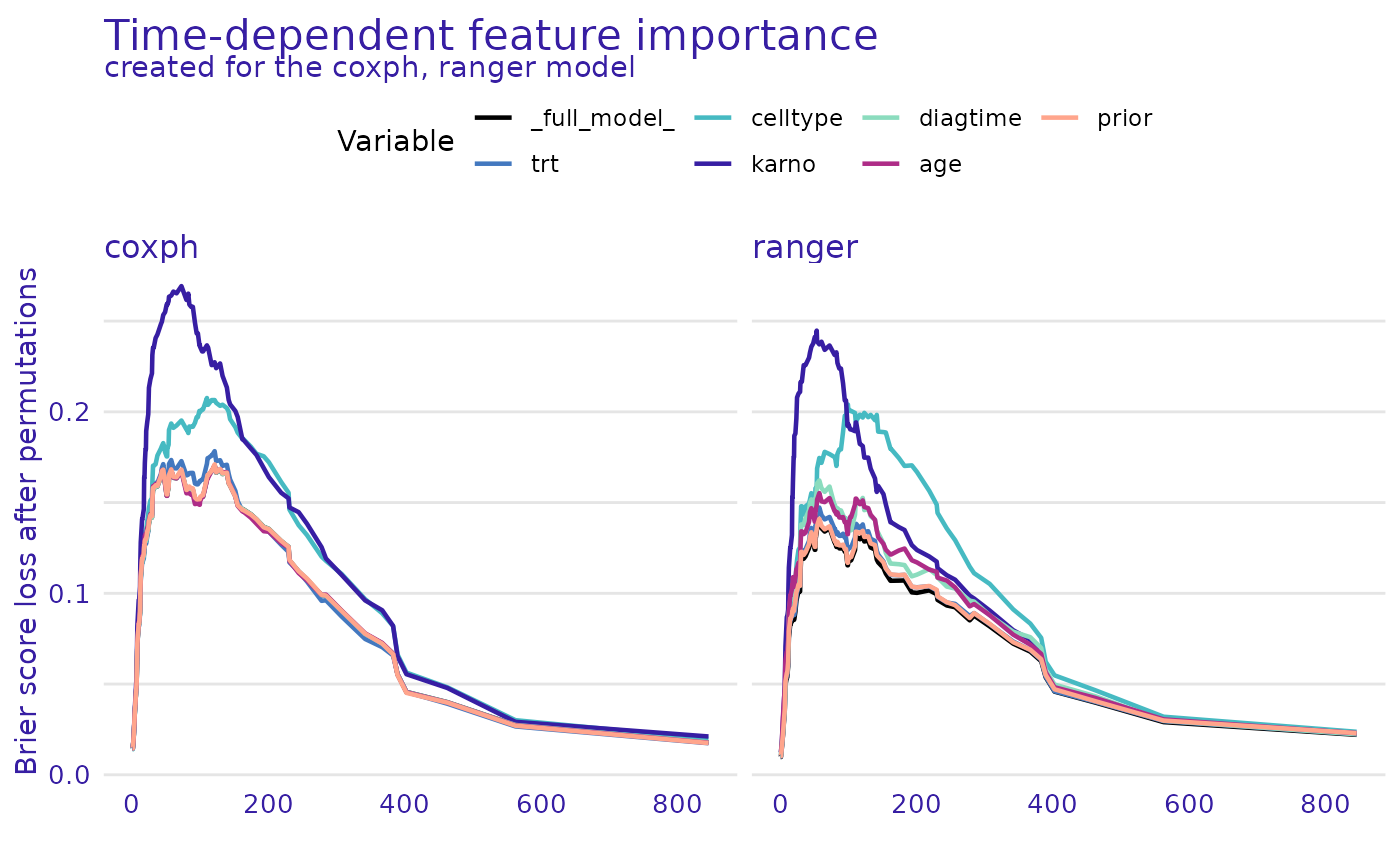 Time-dependent feature importance
created for the coxph, ranger model
Variable
_full_model_ celltype diagtime prior
trt karno age
coxph ranger
Brier score loss after permutations
0.2
0.1
0.0
0 200 400 600 800 0 200 400 600 800